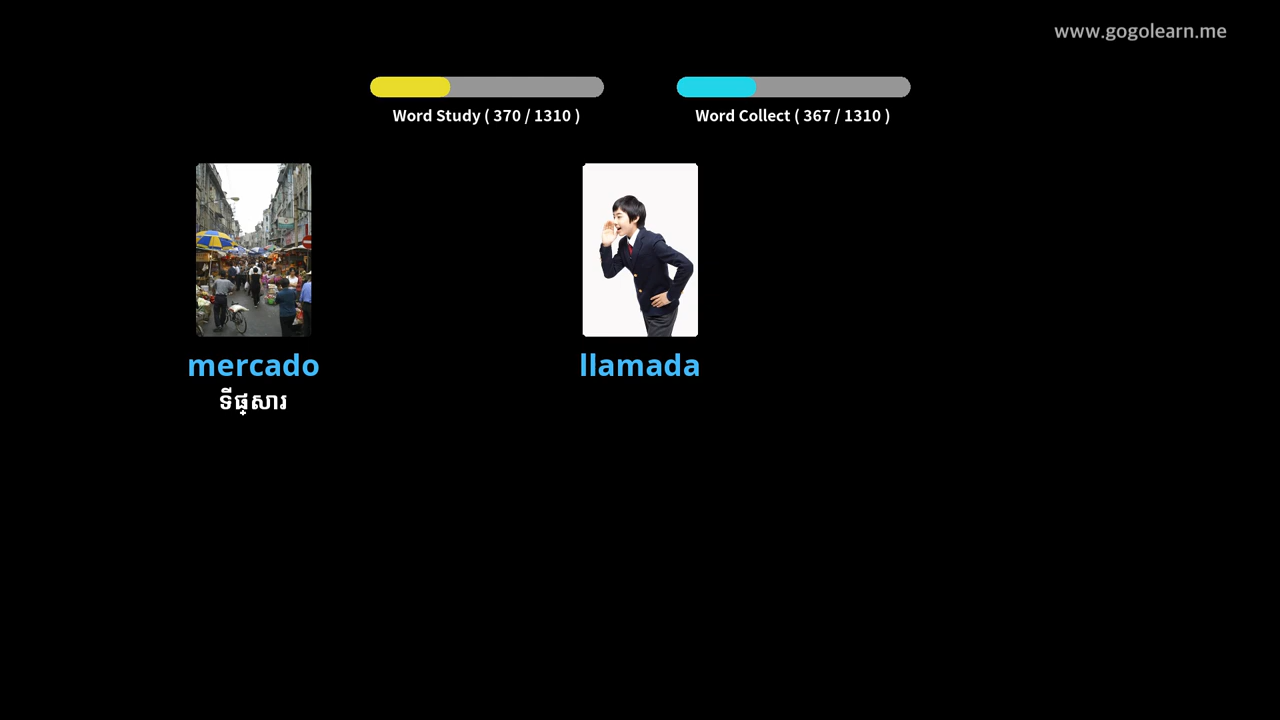 www.gogolearn.me
Word Study ( 370 / 1310 )
Word Collect ( 367 / 1310 )
mercado
ទីផ្សារ
llamada